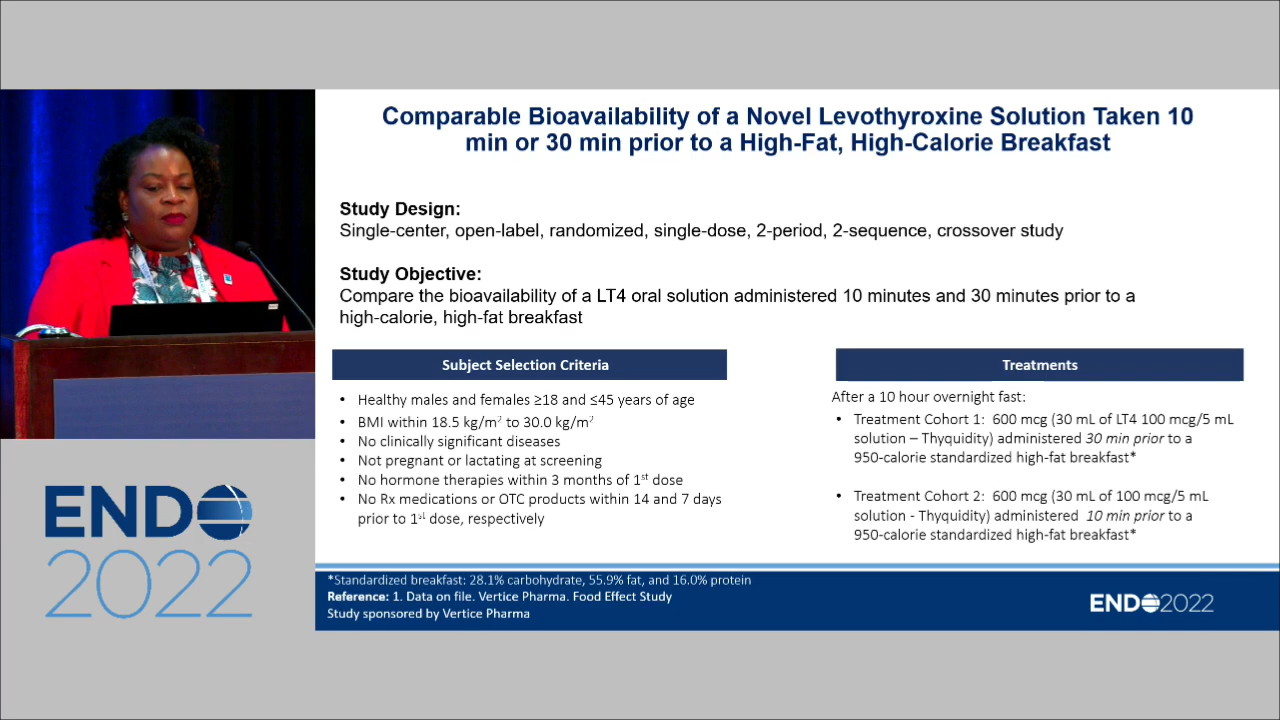 Comparable Bioavailability of a Novel Levothyroxine Solution Taken 10
min or 30 min prior to a High-Fat, High-Calorie Breakfast
Study Design:
Single-center, open-label, randomized, single-dose, 2-period, 2-sequence, crossover study
Study Objective:
Compare the bioavailability of a LT4 oral solution administered 10 minutes and 30 minutes prior to a
high-calorie, high-fat breakfast
Subject Selection Criteria
• Healthy males and females ≥18 and ≤45 years of age
• BMI within 18.5 kg/m² to 30.0 kg/m²
• No clinically significant diseases
• Not pregnant or lactating at screening
• No hormone therapies within 3 months of 1st dose
• No Rx medications or OTC products within 14 and 7 days
prior to 1st dose, respectively
Treatments
After a 10 hour overnight fast:
• Treatment Cohort 1: 600 mcg (30 mL of LT4 100 mcg/5 mL
solution – Thyquidity) administered 30 min prior to a
950-calorie standardized high-fat breakfast*
• Treatment Cohort 2: 600 mcg (30 mL of 100 mcg/5 mL
solution - Thyquidity) administered 10 min prior to a
950-calorie standardized high-fat breakfast*
*Standardized breakfast: 28.1% carbohydrate, 55.9% fat, and 16.0% protein
Reference: 1. Data on file. Vertice Pharma. Food Effect Study
Study sponsored by Vertice Pharma
ENDO2022
ENDO
2022